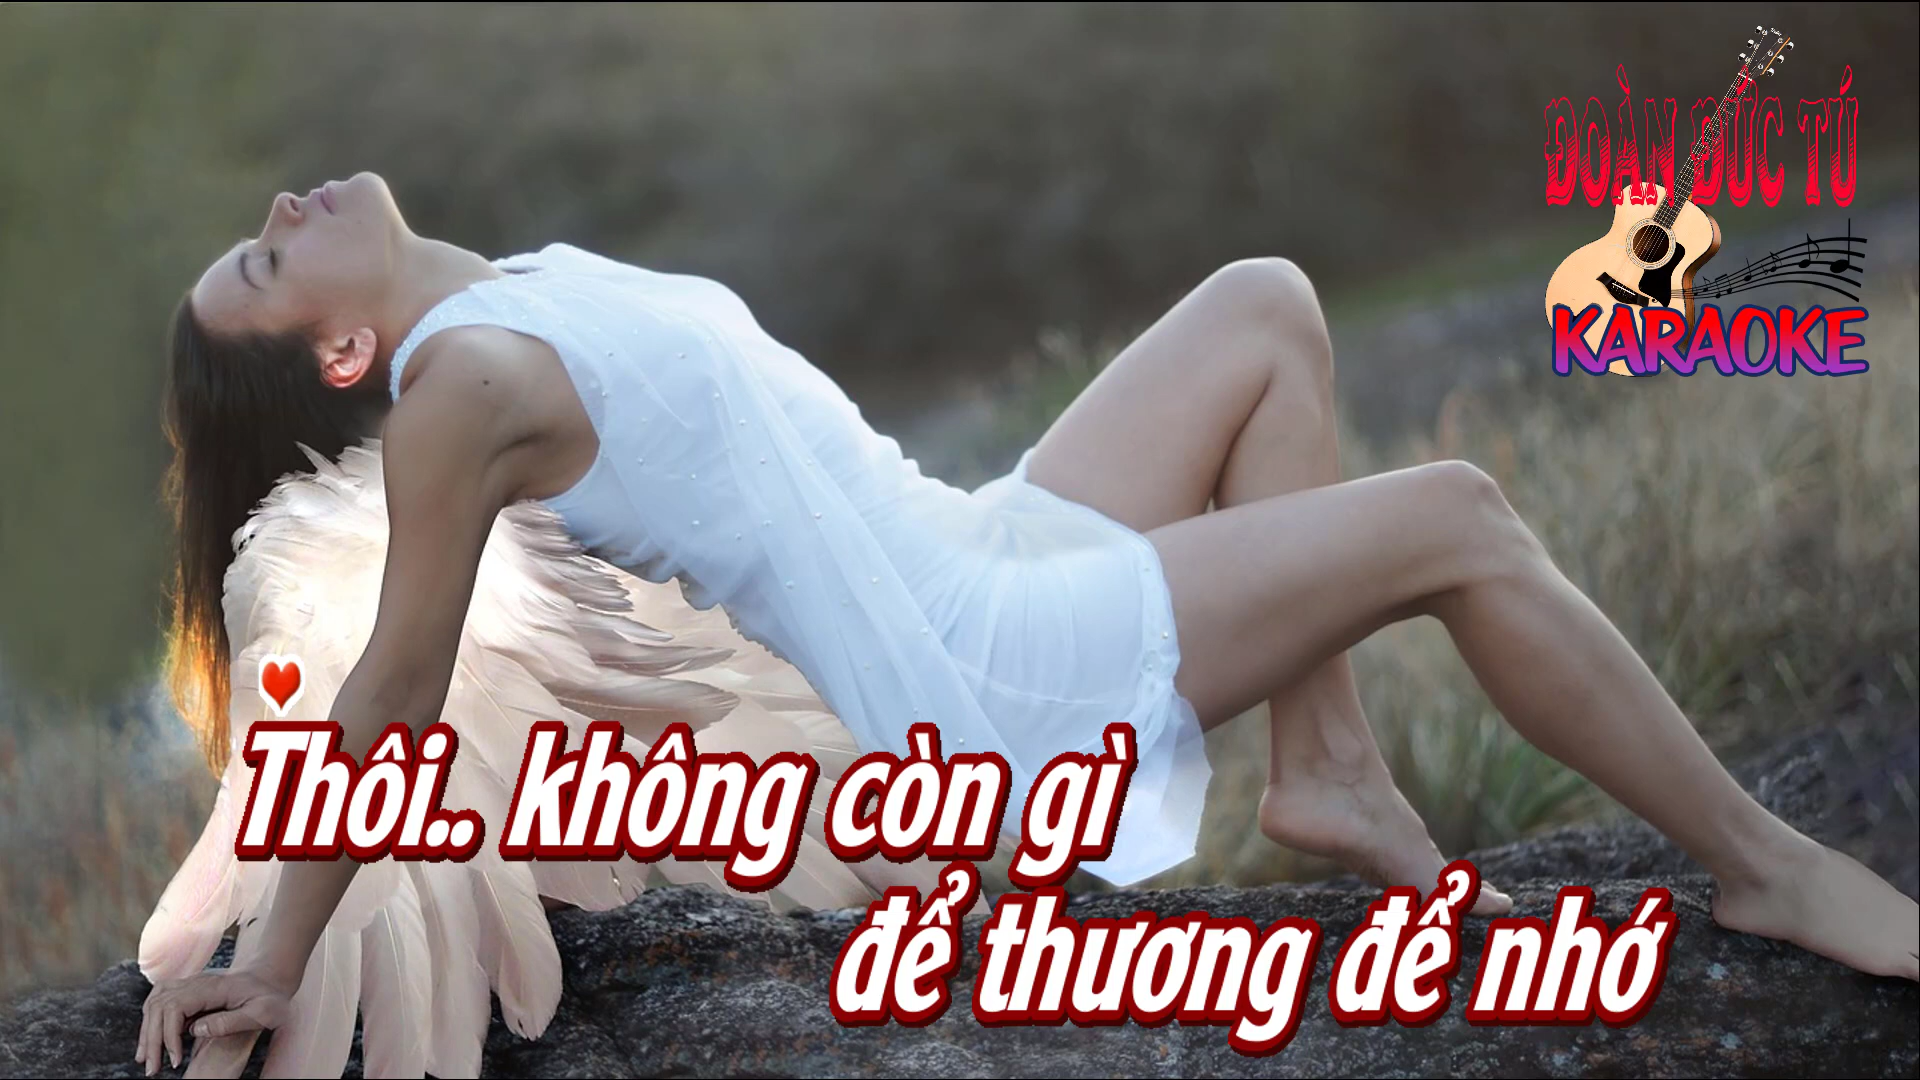 ĐOÀN ĐỨC TÚ
KARAOKE
Thôi.. không còn gì
để thương để nhớ